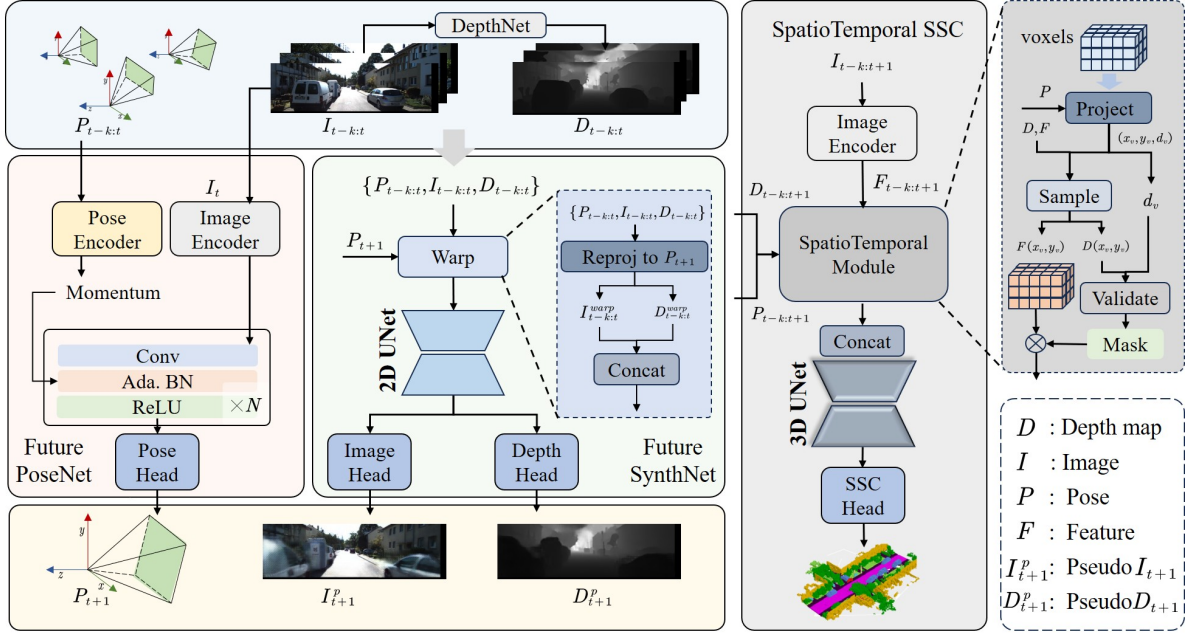 DepthNet
y
z
x
P_{t-k:t}
I_{t-k:t}
D_{t-k:t}
I_t
Pose
Encoder
Image
Encoder
Momentum
Conv
Ada. BN
ReLU
×N
Future
PoseNet
Pose
Head
{P_{t-k:t}, I_{t-k:t}, D_{t-k:t}}
P_{t+1}
Warp
2D UNet
Image
Head
Depth
Head
{P_{t-k:t}, I_{t-k:t}, D_{t-k:t}}
Reproj to P_{t+1}
I^{warp}_{t-k:t}
D^{warp}_{t-k:t}
Concat
Future
SynthNet
y
z
x
P_{t+1}
I^p_{t+1}
D^p_{t+1}
SpatioTemporal SSC
I_{t-k:t+1}
Image
Encoder
F_{t-k:t+1}
D_{t-k:t+1}
SpatioTemporal
Module
P_{t-k:t+1}
Concat
3D UNet
SSC
Head
voxels
P
Project
D,F
(x_v, y_v, d_v)
Sample
d_v
F(x_v, y_v)
D(x_v, y_v)
Validate
Mask
D : Depth map
I : Image
P : Pose
F : Feature
I^p_{t+1}: Pseudo I_{t+1}
D^p_{t+1}: Pseudo D_{t+1}